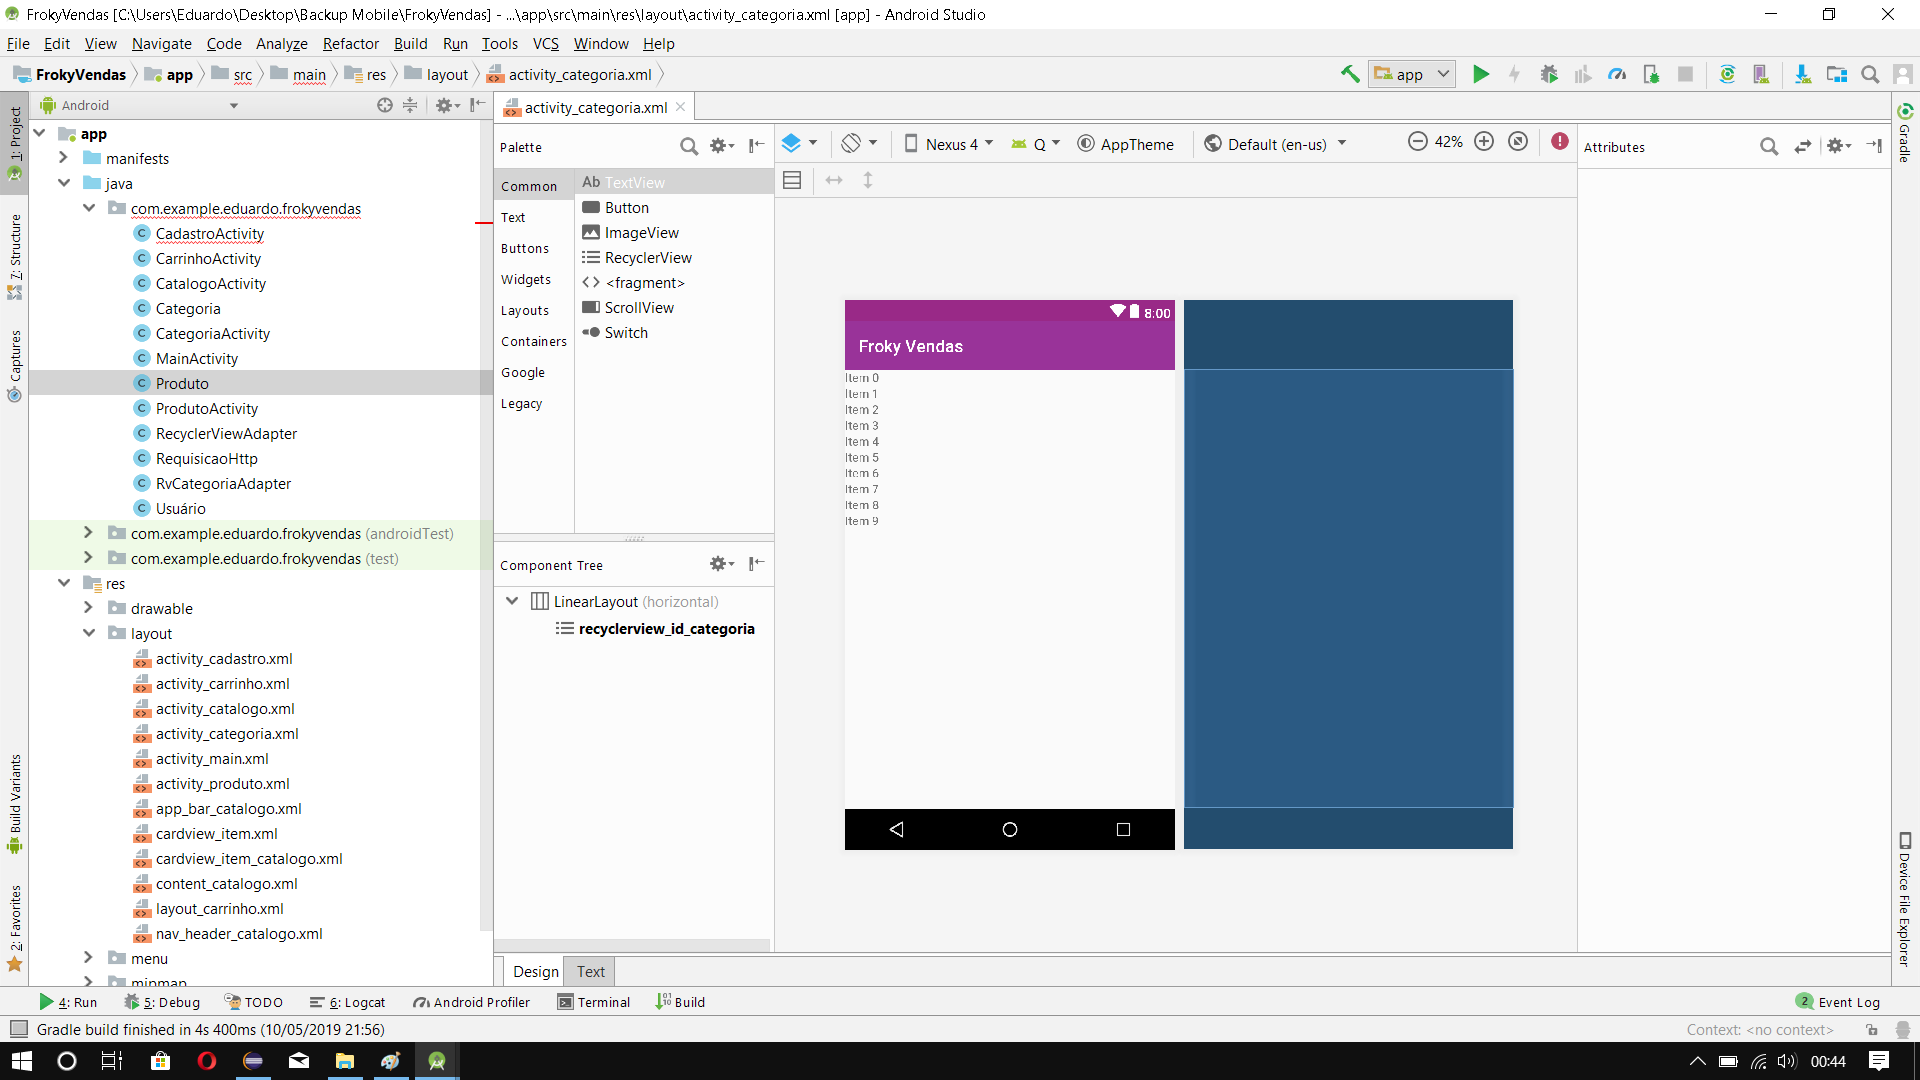 FrokyVendas [C:\Users\Eduardo\Desktop\Backup Mobile\FrokyVendas] - ...\app\src\main\res\layout\activity_categoria.xml [app] - Android Studio
File Edit View Navigate Code Analyze Refactor Build Run Tools VCS Window Help
FrokyVendas app src main res layout activity_categoria.xml
app
Android
activity_categoria.xml
1: Project
7: Structure
Captures
Build Variants
2: Favorites
app
manifests
java
com.example.eduardo.frokyvendas
CadastroActivity
CarrinhoActivity
CatalogoActivity
Categoria
CategoriaActivity
MainActivity
Produto
ProdutoActivity
RecyclerViewAdapter
RequisicaoHttp
RvCategoriaAdapter
Usuário
com.example.eduardo.frokyvendas (androidTest)
com.example.eduardo.frokyvendas (test)
res
drawable
layout
activity_cadastro.xml
activity_carrinho.xml
activity_catalogo.xml
activity_categoria.xml
activity_main.xml
activity_produto.xml
app_bar_catalogo.xml
cardview_item.xml
cardview_item_catalogo.xml
content_catalogo.xml
layout_carrinho.xml
nav_header_catalogo.xml
menu
mipmap
Palette
Common
Text
Buttons
Widgets
Layouts
Containers
Google
Legacy
Ab TextView
Button
ImageView
RecyclerView
<fragment>
ScrollView
Switch
Component Tree
LinearLayout (horizontal)
recyclerview_id_categoria
Nexus 4 Q AppTheme Default (en-us) 42%
8:00
Froky Vendas
Item 0
Item 1
Item 2
Item 3
Item 4
Item 5
Item 6
Item 7
Item 8
Item 9
Attributes
Gradle
Device File Explorer
Design Text
4: Run 5: Debug TODO 6: Logcat Android Profiler Terminal Build
2 Event Log
Gradle build finished in 4s 400ms (10/05/2019 21:56)
Context: <no context>
00:44